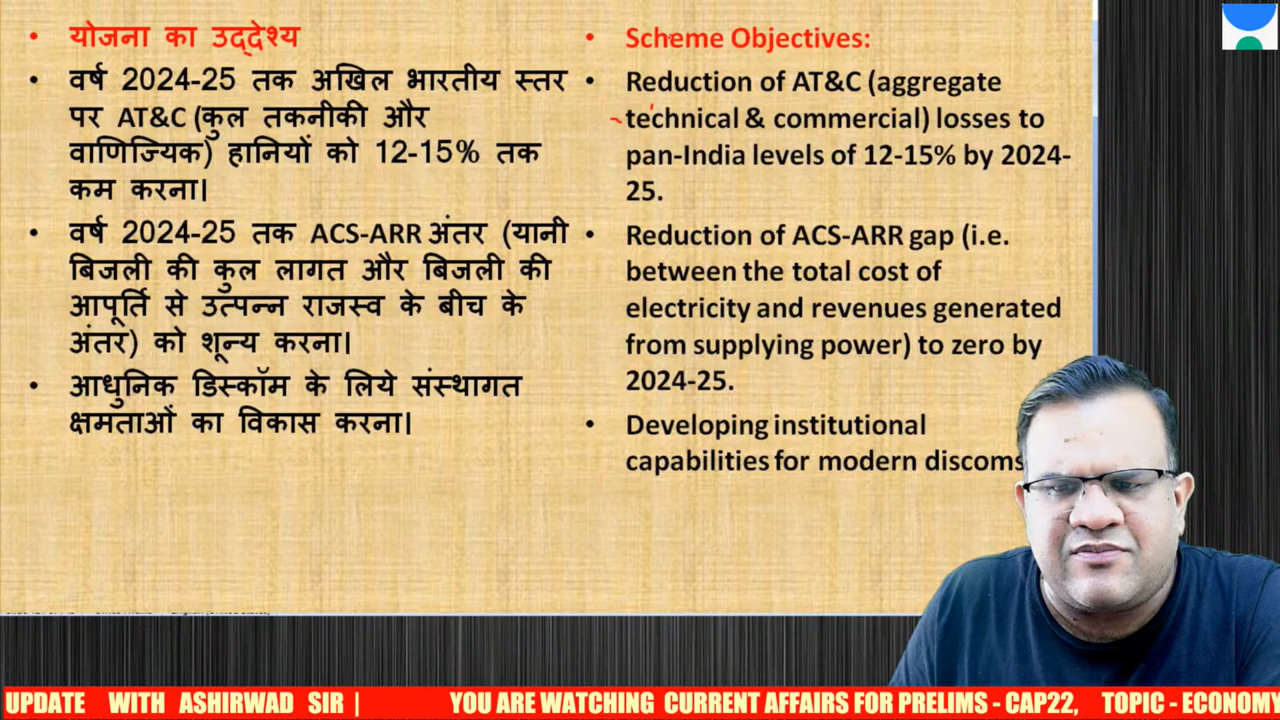 • योजना का उद्देश्य
• वर्ष 2024-25 तक अखिल भारतीय स्तर
पर AT&C (कुल तकनीकी और
वाणिज्यिक) हानियों को 12-15% तक
कम करना।
• वर्ष 2024-25 तक ACS-ARR अंतर (यानी
बिजली की कुल लागत और बिजली की
आपूर्ति से उत्पन्न राजस्व के बीच के
अंतर) को शून्य करना।
• आधुनिक डिस्कॉम के लिये संस्थागत
क्षमताओं का विकास करना।
• Scheme Objectives:
• Reduction of AT&C (aggregate
technical & commercial) losses to
pan-India levels of 12-15% by 2024-
25.
• Reduction of ACS-ARR gap (i.e.
between the total cost of
electricity and revenues generated
from supplying power) to zero by
2024-25.
• Developing institutional
capabilities for modern discoms
UPDATE WITH ASHIRWAD SIR | YOU ARE WATCHING CURRENT AFFAIRS FOR PRELIMS - CAP22, TOPIC - ECONOMY